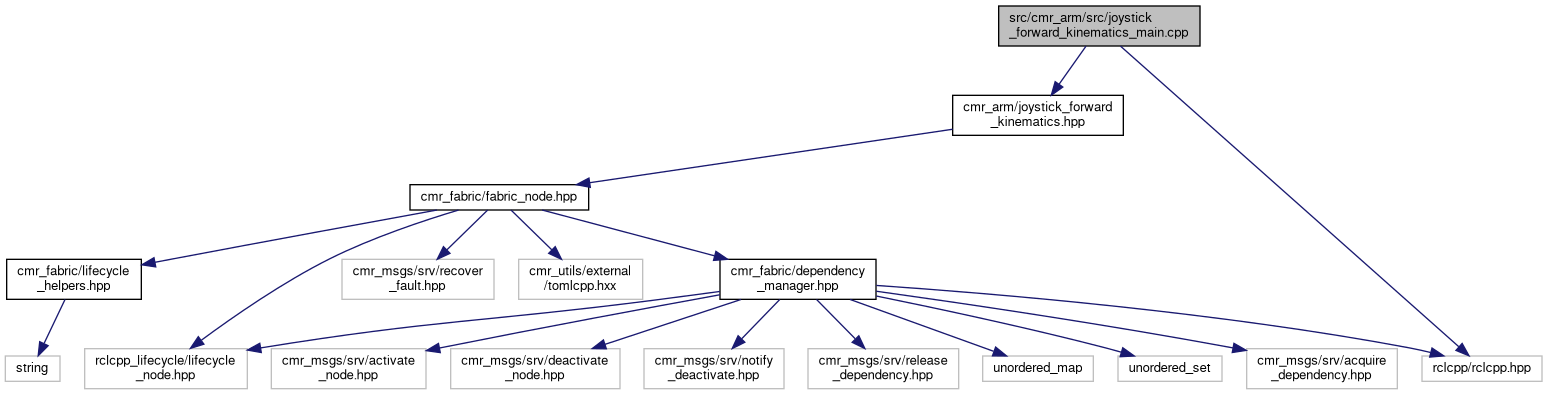 src/cmr_arm/src/joystick
_forward_kinematics_main.cpp
cmr_arm/joystick_forward
_kinematics.hpp
cmr_fabric/fabric_node.hpp
cmr_fabric/lifecycle
_helpers.hpp
cmr_msgs/srv/recover
_fault.hpp
cmr_utils/external
/tomlcpp.hxx
cmr_fabric/dependency
_manager.hpp
string
rclcpp_lifecycle/lifecycle
_node.hpp
cmr_msgs/srv/activate
_node.hpp
cmr_msgs/srv/deactivate
_node.hpp
cmr_msgs/srv/notify
_deactivate.hpp
cmr_msgs/srv/release
_dependency.hpp
unordered_map
unordered_set
cmr_msgs/srv/acquire
_dependency.hpp
rclcpp/rclcpp.hpp